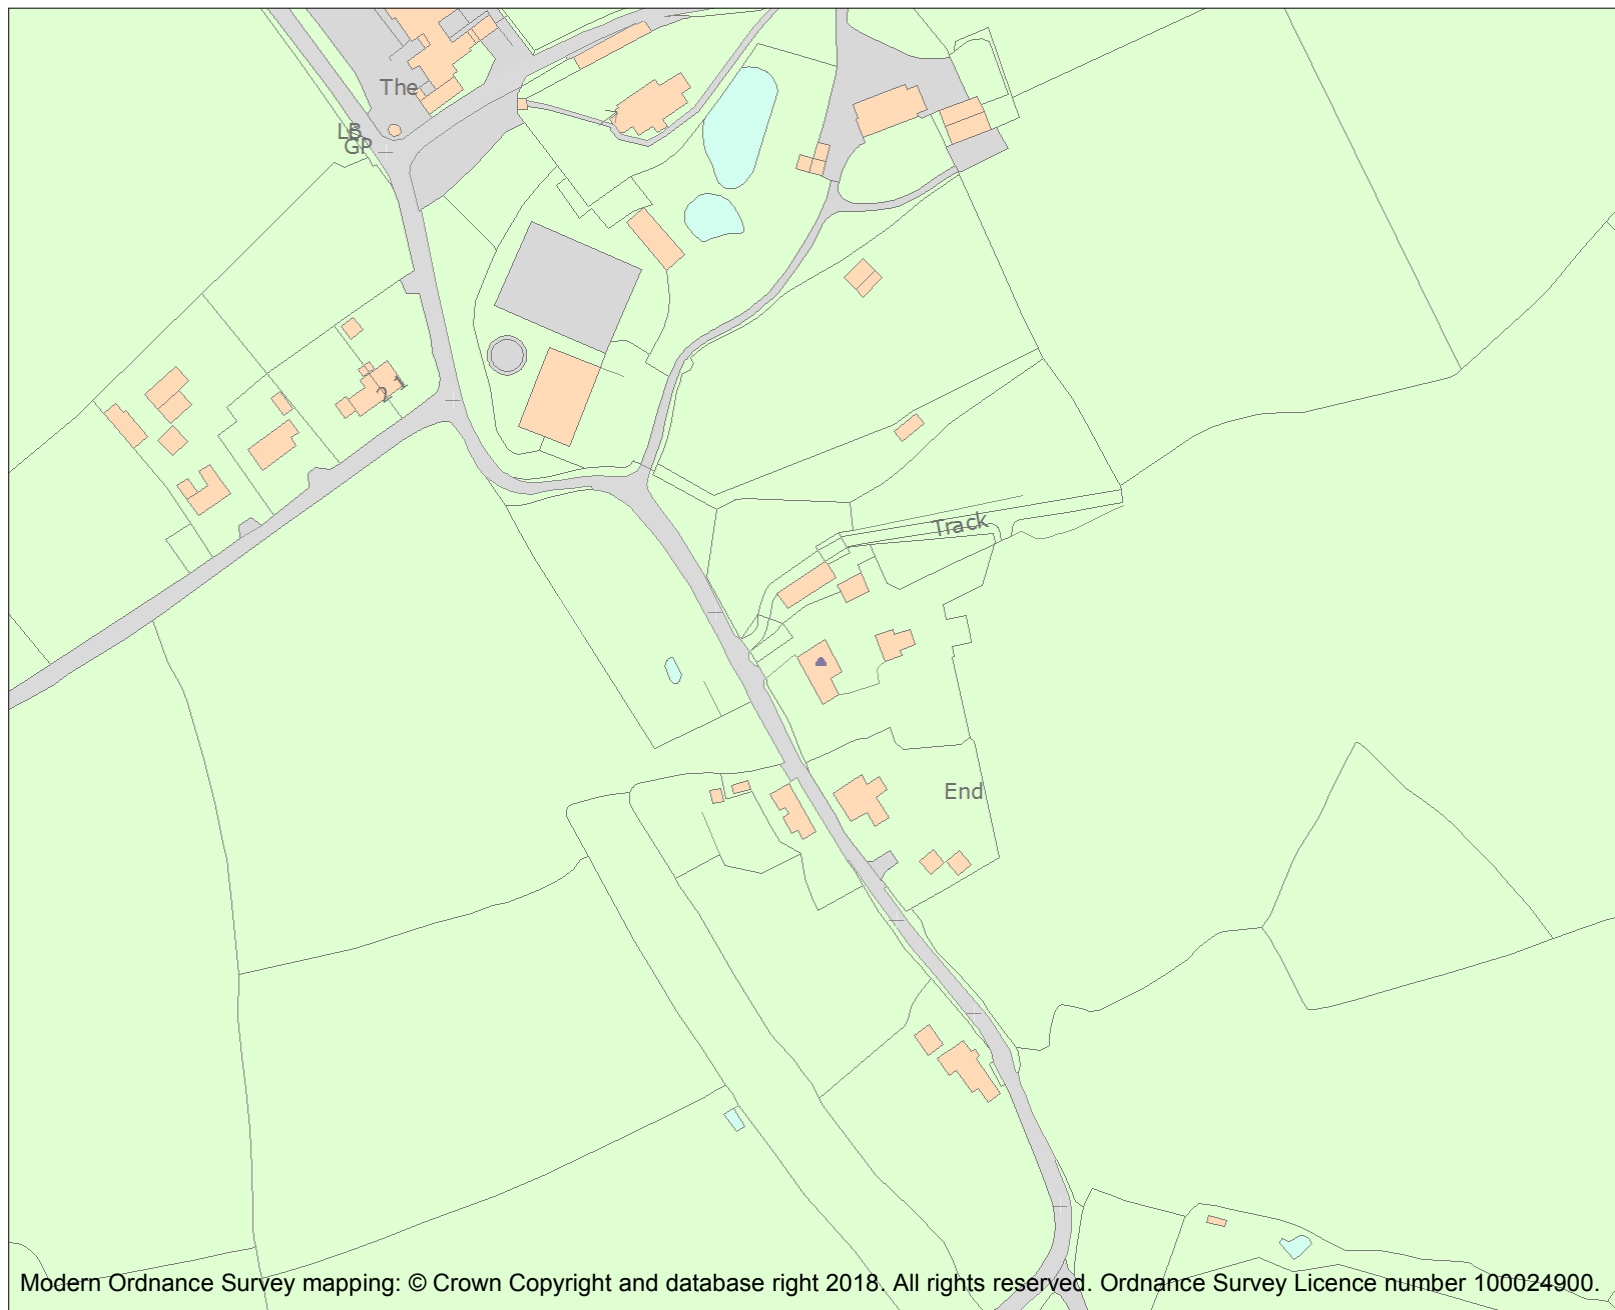 The
LB
GP
2 1
Track
End
Modern Ordnance Survey mapping: © Crown Copyright and database right 2018. All rights reserved. Ordnance Survey Licence number 100024900.